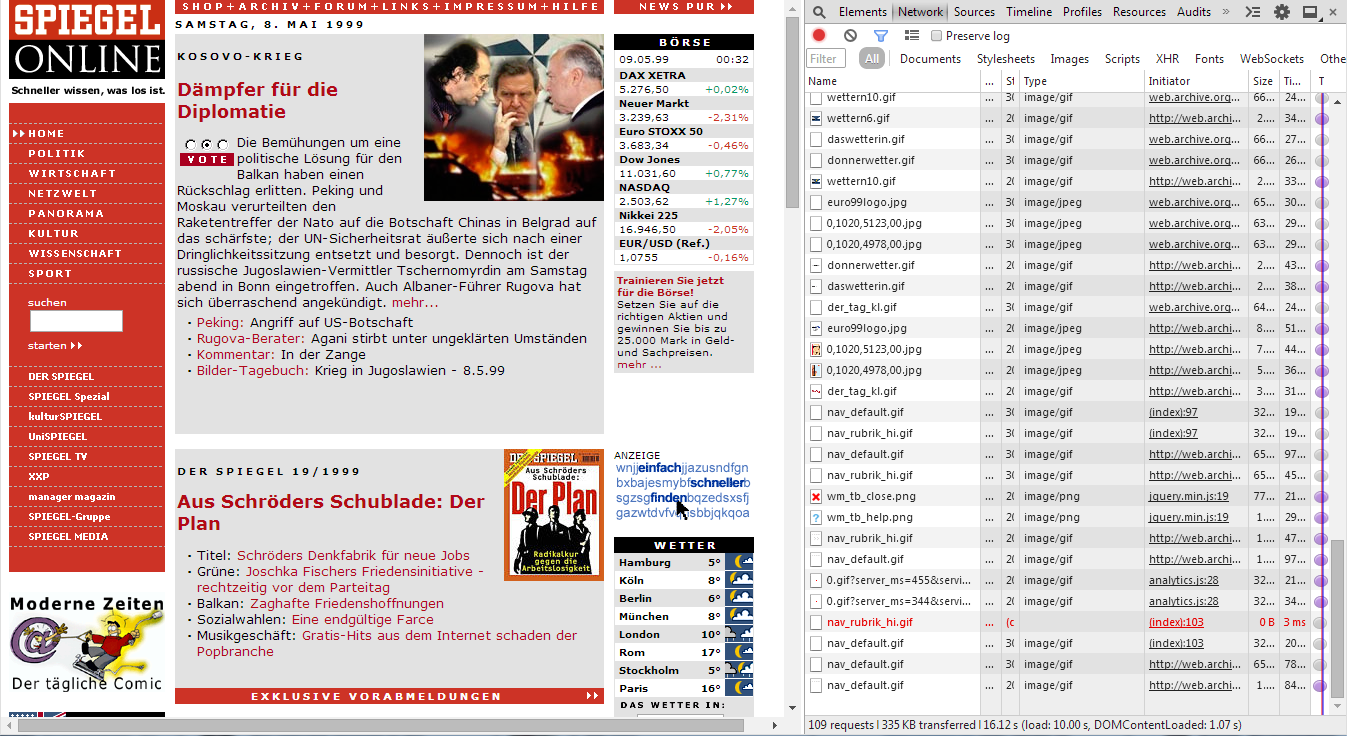 SPIEGEL
ONLINE
Schneller wissen, was los ist.
HOME
POLITIK
WIRTSCHAFT
NETZWELT
PANORAMA
KULTUR
WISSENSCHAFT
SPORT
suchen
starten
DER SPIEGEL
SPIEGEL Spezial
kulturSPIEGEL
UniSPIEGEL
SPIEGEL TV
XXP
manager magazin
SPIEGEL-Gruppe
SPIEGEL MEDIA
Moderne Zeiten
@
Der tägliche Comic
SHOP+ARCHIV+FORUM+LINKS+IMPRESSUM+HILFE
SAMSTAG, 8. MAI 1999
KOSOVO-KRIEG
Dämpfer für die
Diplomatie
VOTE
Die Bemühungen um eine
politische Lösung für den
Balkan haben einen
Rückschlag erlitten. Peking und
Moskau verurteilten den
Raketentreffer der Nato auf die Botschaft Chinas in Belgrad auf
das schärfste; der UN-Sicherheitsrat äußerte sich nach einer
Dringlichkeitssitzung entsetzt und besorgt. Dennoch ist der
russische Jugoslawien-Vermittler Tschernomyrdin am Samstag
abend in Bonn eingetroffen. Auch Albaner-Führer Rugova hat
sich überraschend angekündigt. mehr...
· Peking: Angriff auf US-Botschaft
· Rugova-Berater: Agani stirbt unter ungeklärten Umständen
· Kommentar: In der Zange
· Bilder-Tagebuch: Krieg in Jugoslawien - 8.5.99
DER SPIEGEL 19/1999
Aus Schröders Schublade: Der
Plan
· Titel: Schröders Denkfabrik für neue Jobs
· Grüne: Joschka Fischers Friedensinitiative -
rechtzeitig vor dem Parteitag
· Balkan: Zaghafte Friedenshoffnungen
· Sozialwahlen: Eine endgültige Farce
· Musikgeschäft: Gratis-Hits aus dem Internet schaden der
Popbranche
DER SPIEGEL
Aus Schröders
Schublade:
Der Plan
Radikalkur
gegen die
Arbeitslosigkeit
EXKLUSIVE VORABMELDUNGEN
NEWS PUR
BÖRSE
09.05.99 00:32
DAX XETRA
5.276,50 +0,02%
Neuer Markt
3.239,63 -2,31%
Euro STOXX 50
3.683,34 -0,46%
Dow Jones
11.031,60 +0,77%
NASDAQ
2.503,62 +1,27%
Nikkei 225
16.946,50 -2,05%
EUR/USD (Ref.)
1,0755 -0,16%
Trainieren Sie jetzt
für die Börse!
Setzen Sie auf die
richtigen Aktien und
gewinnen Sie bis zu
25.000 Mark in Geld-
und Sachpreisen.
mehr ...
ANZEIGE
wnjjeinfachjjazusndfgn
bxbajesmybfschnellerb
sgzsgfindenbqzedsxsfj
WETTER
Hamburg 5°
Köln 8°
Berlin 6°
München 8°
London 10°
Rom 17°
Stockholm 5°
Paris 16°
DAS WETTER IN:
Elements Network Sources Timeline Profiles Resources Audits »
Preserve log
Filter All Documents Stylesheets Images Scripts XHR Fonts WebSockets Othe
Name ... St Type Initiator Size Ti... T
wettern10.gif ... 30 image/gif web.archive.org... 66... 24...
wettern6.gif ... 20 image/gif http://web.archi... 2.... 34...
daswetterin.gif ... 30 image/gif web.archive.org... 66... 27...
donnerwetter.gif ... 30 image/gif web.archive.org... 66... 26...
wettern10.gif ... 20 image/gif http://web.archi... 2.... 33...
euro99logo.jpg ... 30 image/jpeg web.archive.org... 65... 30...
0,1020,5123,00.jpg ... 30 image/jpeg web.archive.org... 63... 29...
0,1020,4978,00.jpg ... 30 image/jpeg web.archive.org... 63... 29...
donnerwetter.gif ... 20 image/gif http://web.archi... 2.... 43...
daswetterin.gif ... 20 image/gif http://web.archi... 2.... 38...
der_tag_kl.gif ... 30 image/gif web.archive.org... 64... 24...
euro99logo.jpg ... 20 image/jpeg http://web.archi... 8.... 51...
0,1020,5123,00.jpg ... 20 image/jpeg http://web.archi... 7.... 44...
0,1020,4978,00.jpg ... 20 image/jpeg http://web.archi... 5.... 36...
der_tag_kl.gif ... 20 image/gif http://web.archi... 3.... 31...
nav_default.gif ... 30 image/gif (index):97 32... 19...
nav_rubrik_hi.gif ... 30 image/gif (index):97 32... 19...
nav_default.gif ... 30 image/gif http://web.archi... 65... 97...
nav_rubrik_hi.gif ... 30 image/gif http://web.archi... 65... 45...
wm_tb_close.png ... 20 image/png jquery.min.js:19 77... 21...
wm_tb_help.png ... 20 image/png jquery.min.js:19 1.... 29...
nav_rubrik_hi.gif ... 20 image/gif http://web.archi... 1.... 47...
nav_default.gif ... 20 image/gif http://web.archi... 1.... 97...
0.gif?server_ms=455&servi... ... 20 image/gif analytics.js:28 32... 21...
0.gif?server_ms=344&servi... ... 20 image/gif analytics.js:28 32... 34...
nav_rubrik_hi.gif ... (c image/gif (index):103 0 B 3 ms
nav_default.gif ... 30 image/gif (index):103 32... 20...
nav_default.gif ... 30 image/gif http://web.archi... 65... 78...
nav_default.gif ... 20 image/gif http://web.archi... 1.... 84...
109 requests | 335 KB transferred | 16.12 s (load: 10.00 s, DOMContentLoaded: 1.07 s)